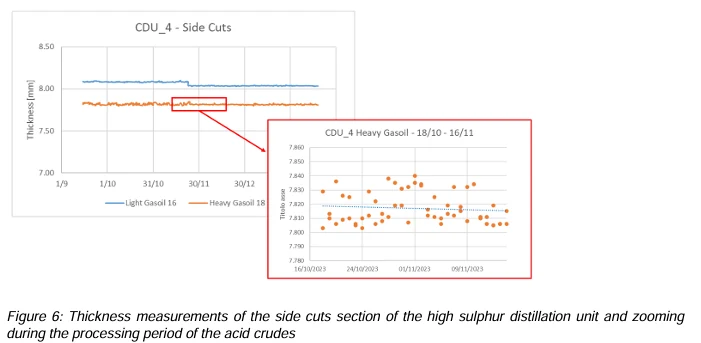 CDU_4 - Side Cuts
8.50
8.00
7.50
7.00
Thickness [mm]
1/9
1/10
31/10
30/11
30/12
Light Gasoil 16
Heavy Gasoil 18
CDU_4 Heavy Gasoil - 18/10 - 16/11
7.860
7.850
7.840
7.830
7.820
7.810
7.800
7.790
7.780
Titolo asse
16/10/2023
24/10/2023
01/11/2023
09/11/2023
Figure 6: Thickness measurements of the side cuts section of the high sulphur distillation unit and zooming
during the processing period of the acid crudes